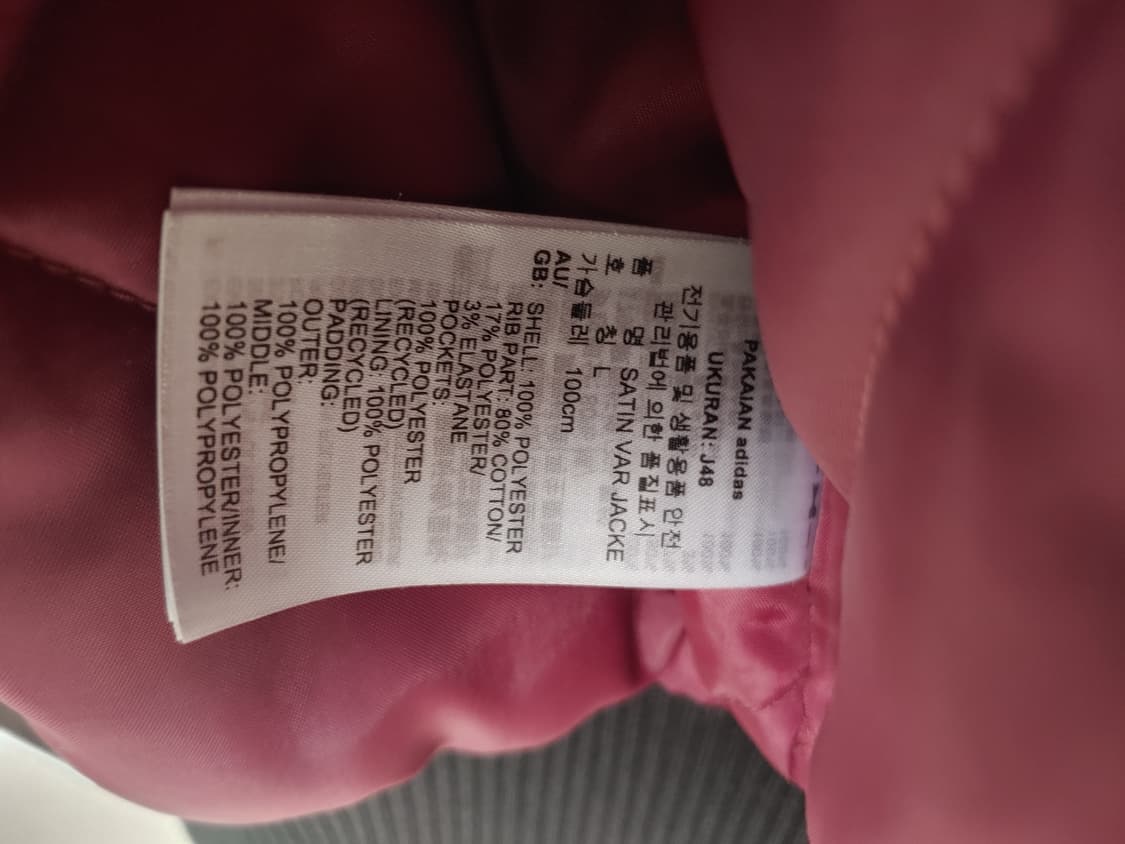 PAKAIAN adidas
UKURAN: J48
전기용품 및 생활용품 안전
관리법에 의한 품질표시
품 명 SATIN VAR JACKE
호 칭 L
가슴둘레 100cm
AU/
GB: SHELL: 100% POLYESTER
RIB PART: 80% COTTON/
17% POLYESTER/
3% ELASTANE
POCKETS:
100% POLYESTER
(RECYCLED)
LINING: 100% POLYESTER
(RECYCLED)
PADDING:
OUTER:
100% POLYPROPYLENE/
MIDDLE:
100% POLYESTER/INNER:
100% POLYPROPYLENE